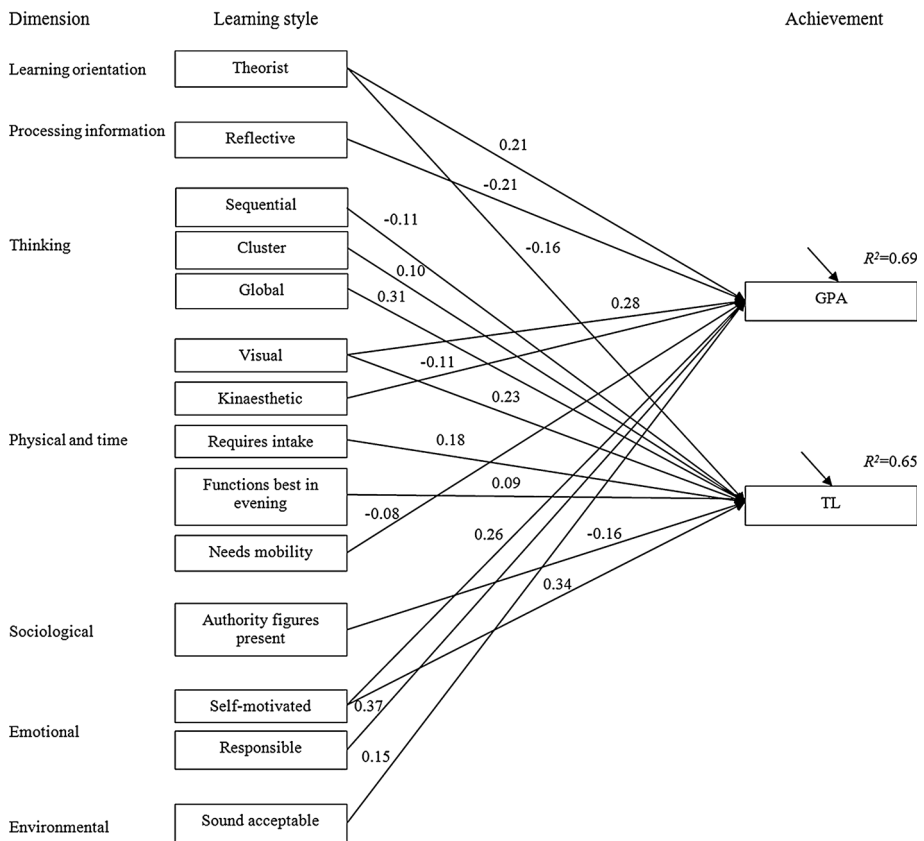 Dimension Learning style Achievement
Learning orientation Theorist
Processing information Reflective
0.21
-0.21
Sequential
-0.11
-0.16
Thinking Cluster
0.10
R²=0.69
Global
0.31
GPA
0.28
Visual
-0.11
Kinaesthetic
0.23
Physical and time Requires intake
0.18
R²=0.65
Functions best in
evening
0.09
TL
-0.08
0.26
-0.16
Needs mobility
0.34
Sociological Authority figures
present
Self-motivated
0.37
Emotional
Responsible
0.15
Environmental Sound acceptable